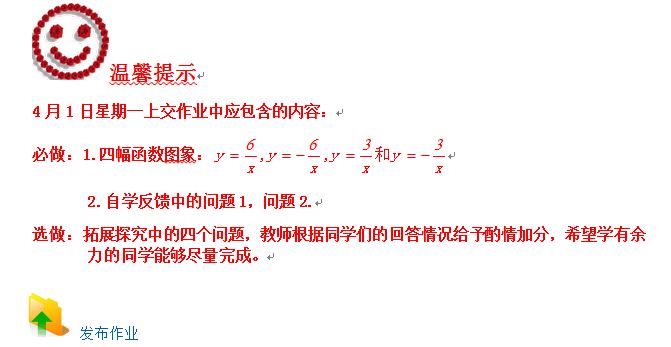 温馨提示
4月1日星期一上交作业中应包含的内容：
必做：1.四幅函数图象：y=6/x,y=-6/x,y=3/x和y=-3/x
2.自学反馈中的问题1，问题2.
选做：拓展探究中的四个问题，教师根据同学们的回答情况给予酌情加分，希望学有余
力的同学能够尽量完成。
发布作业